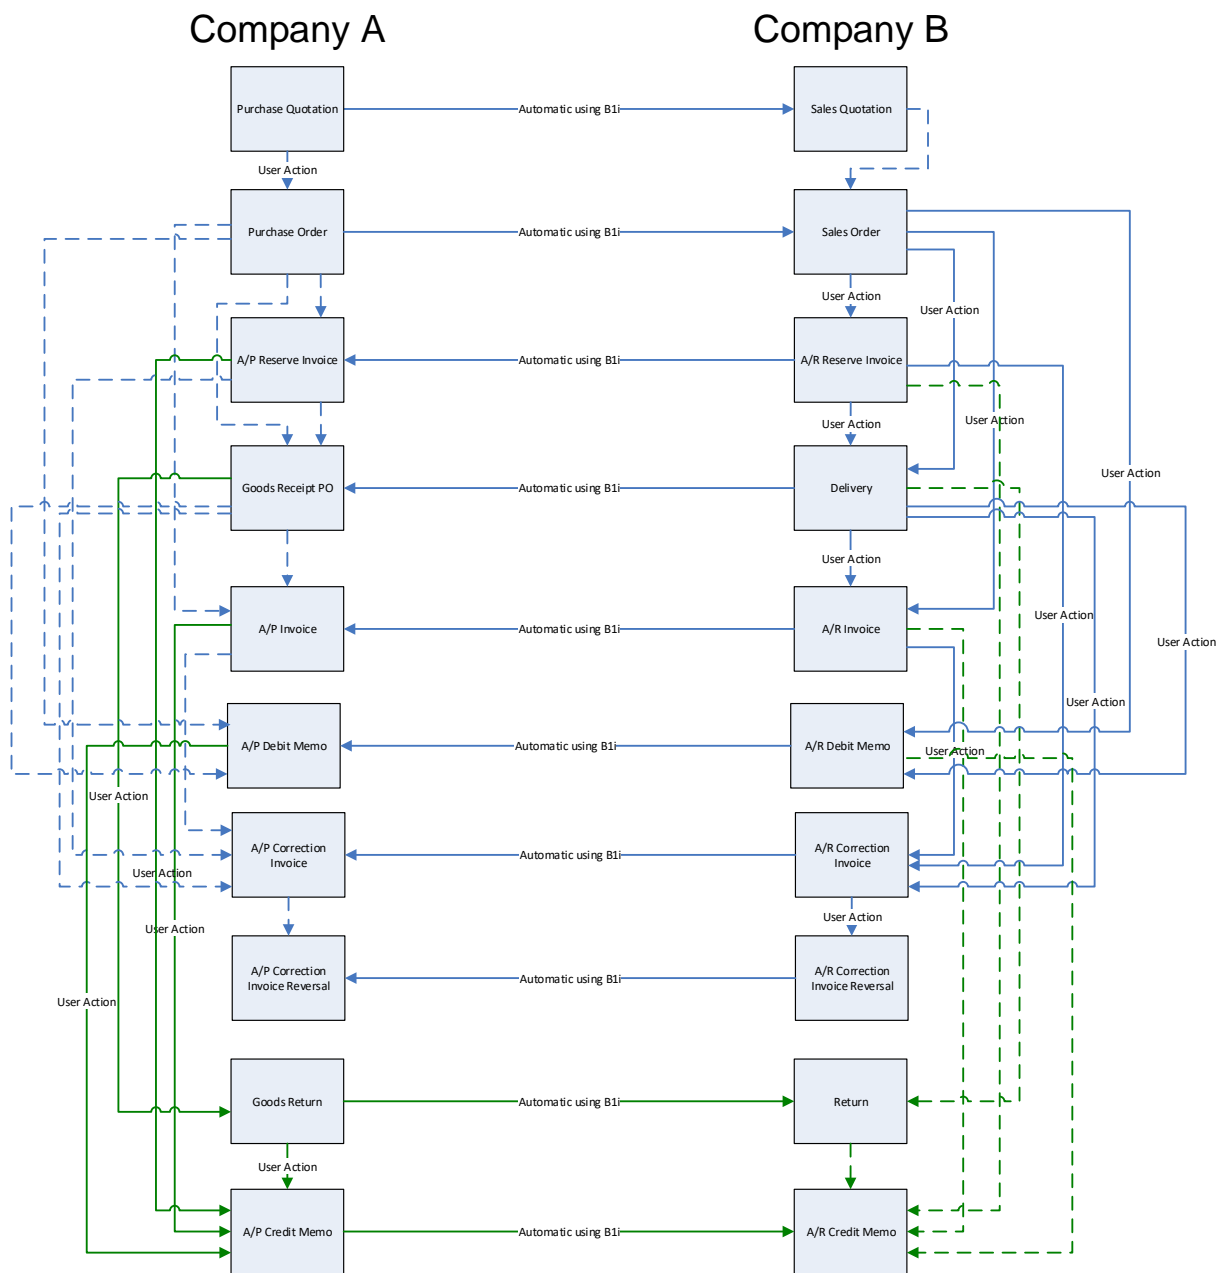 Company A
Company B
Purchase Quotation
Automatic using B1i
Sales Quotation
User Action
Purchase Order
Automatic using B1i
Sales Order
User Action
User Action
A/P Reserve Invoice
Automatic using B1i
A/R Reserve Invoice
User Action
User Action
User Action
Goods Receipt PO
Automatic using B1i
Delivery
User Action
User Action
A/P Invoice
Automatic using B1i
A/R Invoice
User Action
User Action
User Action
A/P Debit Memo
Automatic using B1i
A/R Debit Memo
User Action
User Action
A/P Correction
Invoice
Automatic using B1i
A/R Correction
Invoice
User Action
User Action
User Action
A/P Correction
Invoice Reversal
Automatic using B1i
A/R Correction
Invoice Reversal
User Action
Goods Return
Automatic using B1i
Return
User Action
A/P Credit Memo
Automatic using B1i
A/R Credit Memo